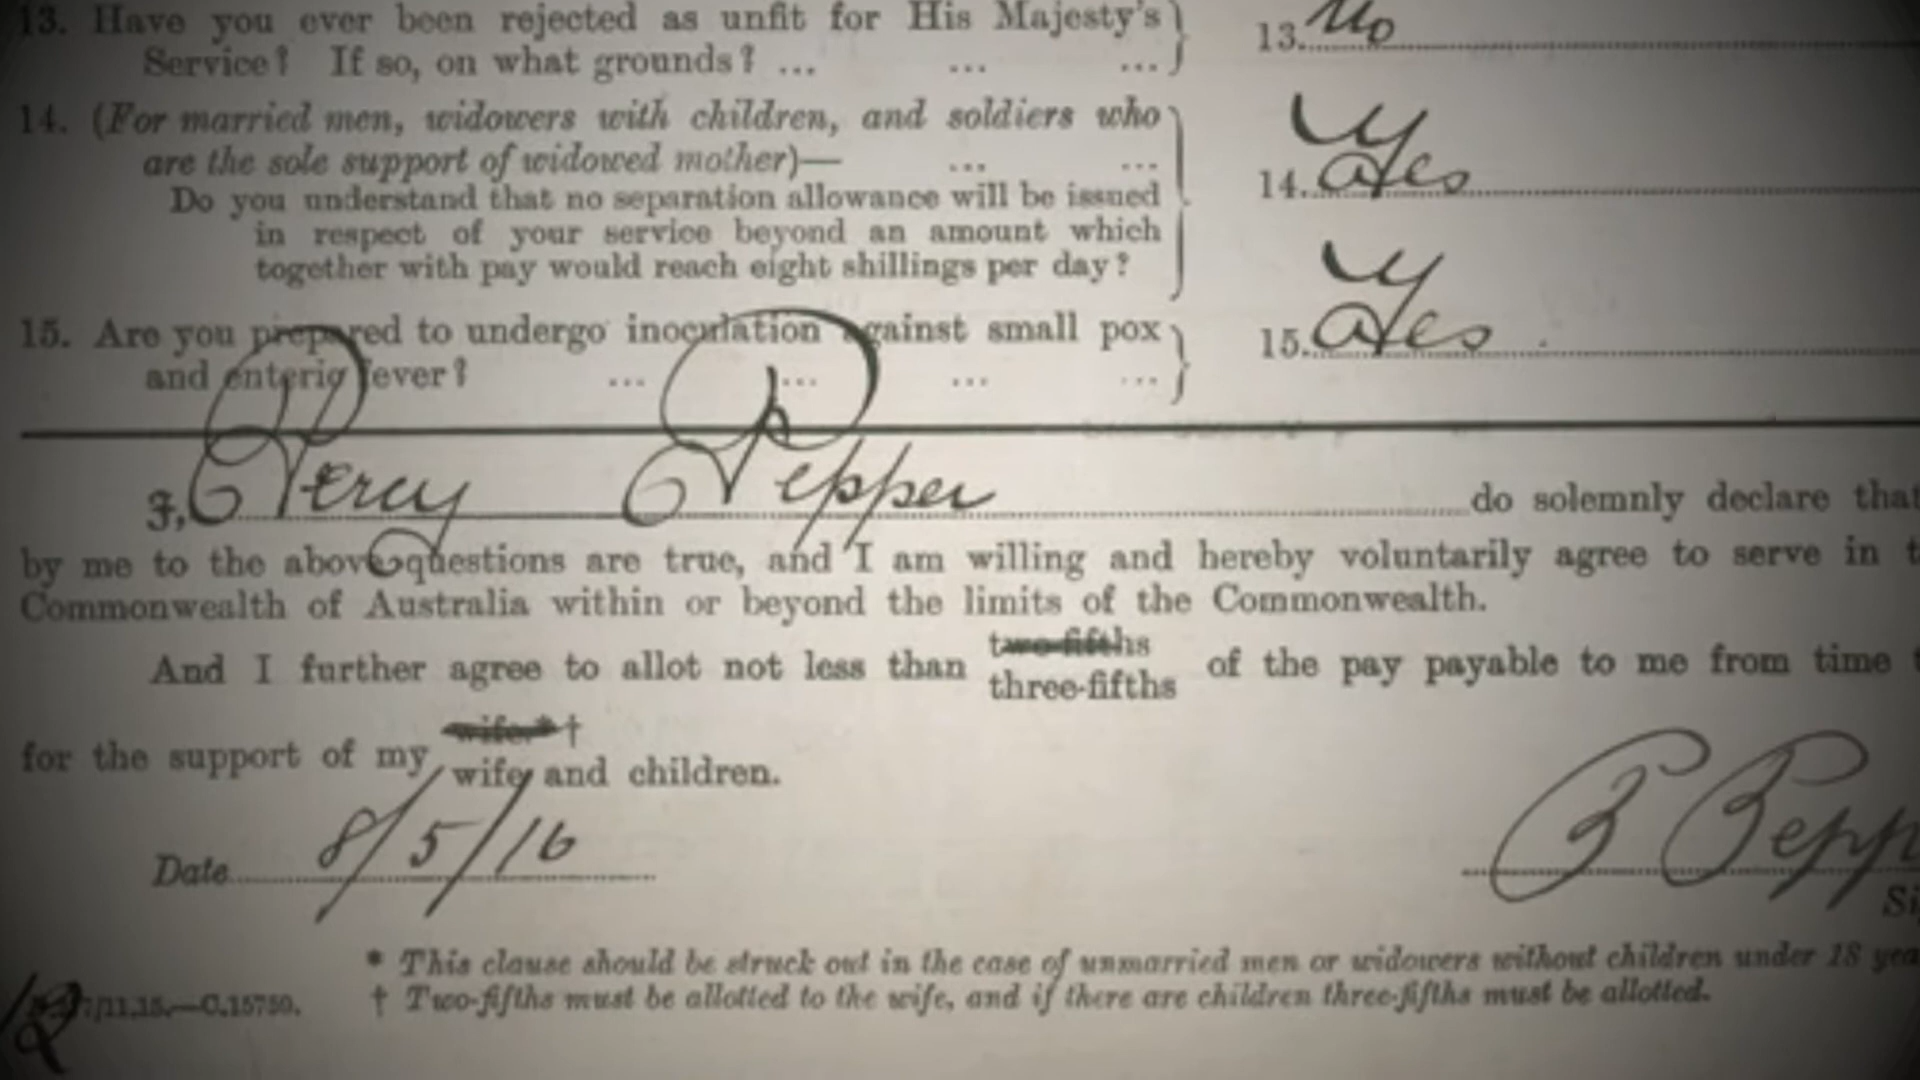 13. Have you ever been rejected as unfit for His Majesty's
Service? If so, on what grounds? ... ... ...
13. No
14. (For married men, widowers with children, and soldiers who
are the sole support of widowed mother)— ... ...
Do you understand that no separation allowance will be issued
in respect of your service beyond an amount which
together with pay would reach eight shillings per day?
14. Yes
15. Are you prepared to undergo inoculation against small pox
and enteric fever? ... ... ... ...
15. Yes
I, Percy Pepper do solemnly declare that
by me to the above questions are true, and I am willing and hereby voluntarily agree to serve in
Commonwealth of Australia within or beyond the limits of the Commonwealth.
two-fifths
And I further agree to allot not less than three-fifths of the pay payable to me from time
wife*†
for the support of my wife and children.
Date 8/5/16
P Pepp
Si
* This clause should be struck out in the case of unmarried men or widowers without children under 18 yea
7/11.15.—C.15750. † Two-fifths must be allotted to the wife, and if there are children three-fifths must be allotted.